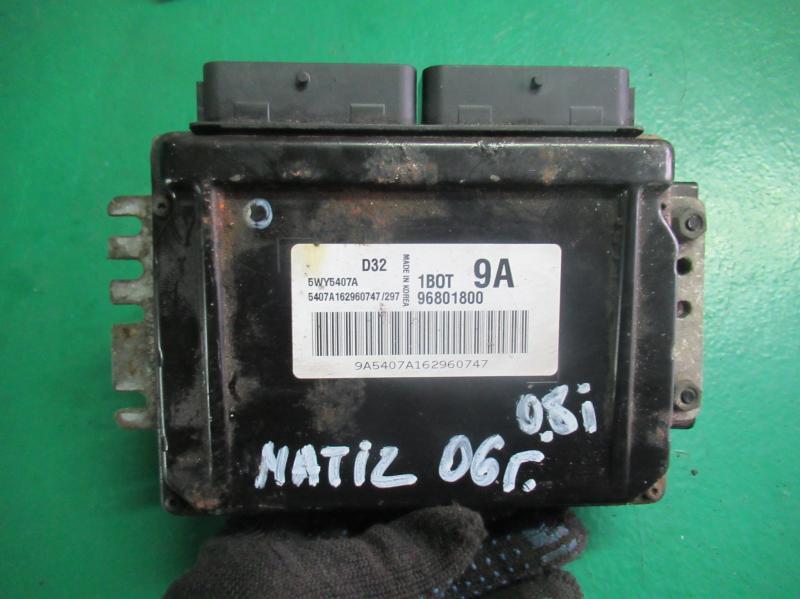 D32
5WY5407A
5407A162960747/297
MADE IN KOREA
1BOT 9A
96801800
9A5407A162960747
0.8i
MATIZ 06г.